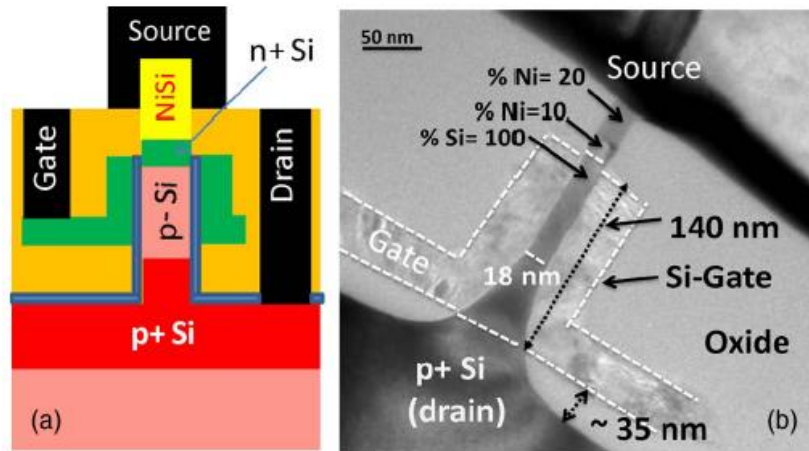 Source
n+ Si
NiSi
Gate
Drain
p- Si
p+ Si
(a)
50 nm
Source
% Ni= 20
% Ni=10
% Si= 100
Gate
140 nm
18 nm
Si-Gate
Oxide
p+ Si
(drain)
~ 35 nm
(b)